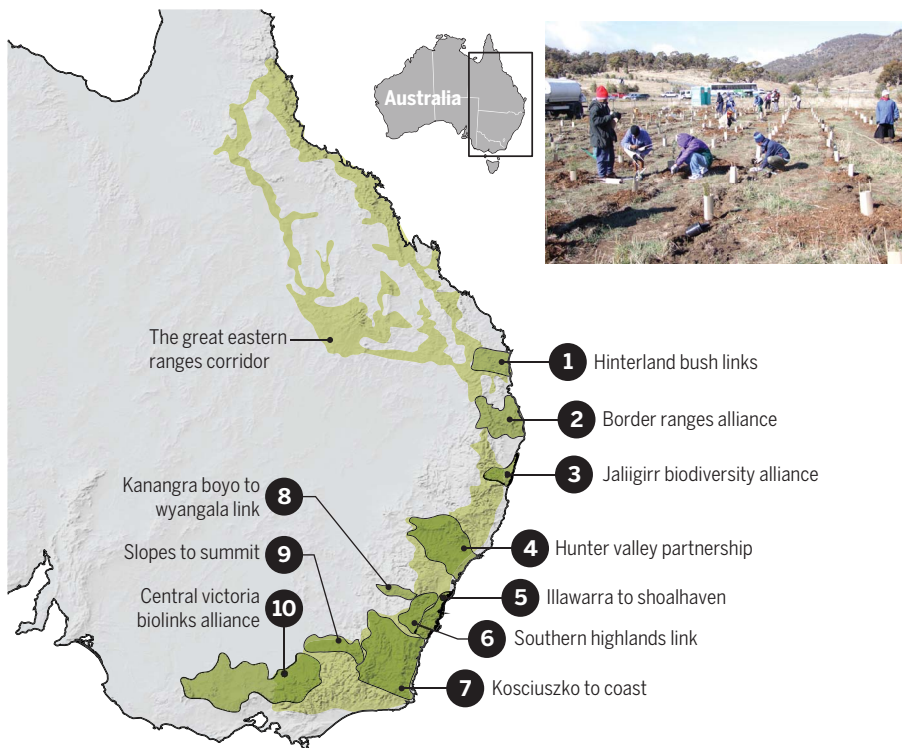 Australia
The great eastern
ranges corridor
1 Hinterland bush links
2 Border ranges alliance
3 Jaliigirr biodiversity alliance
Kanangra boyo to
wyangala link
8
4 Hunter valley partnership
Slopes to summit 9
5 Illawarra to shoalhaven
Central victoria
biolinks alliance
10
6 Southern highlands link
7 Kosciuszko to coast